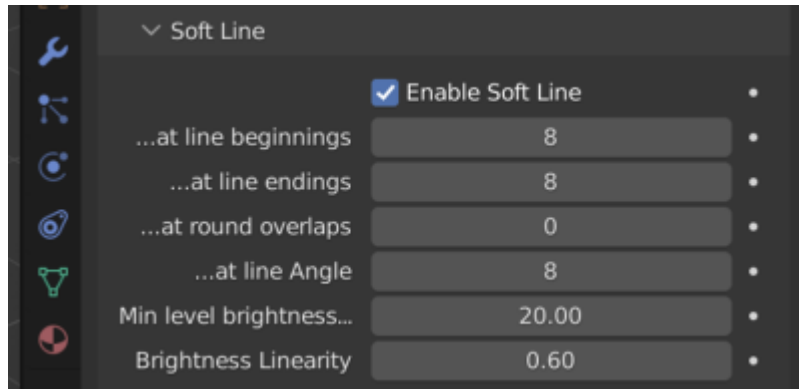 Soft Line
Enable Soft Line
...at line beginnings 8
...at line endings 8
...at round overlaps 0
...at line Angle 8
Min level brightness... 20.00
Brightness Linearity 0.60